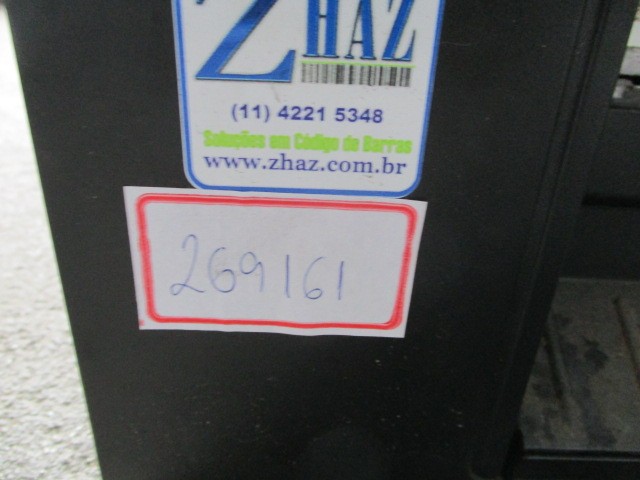 ZHAZ
(11) 4221 5348
Soluções em Código de Barras
www.zhaz.com.br
269161